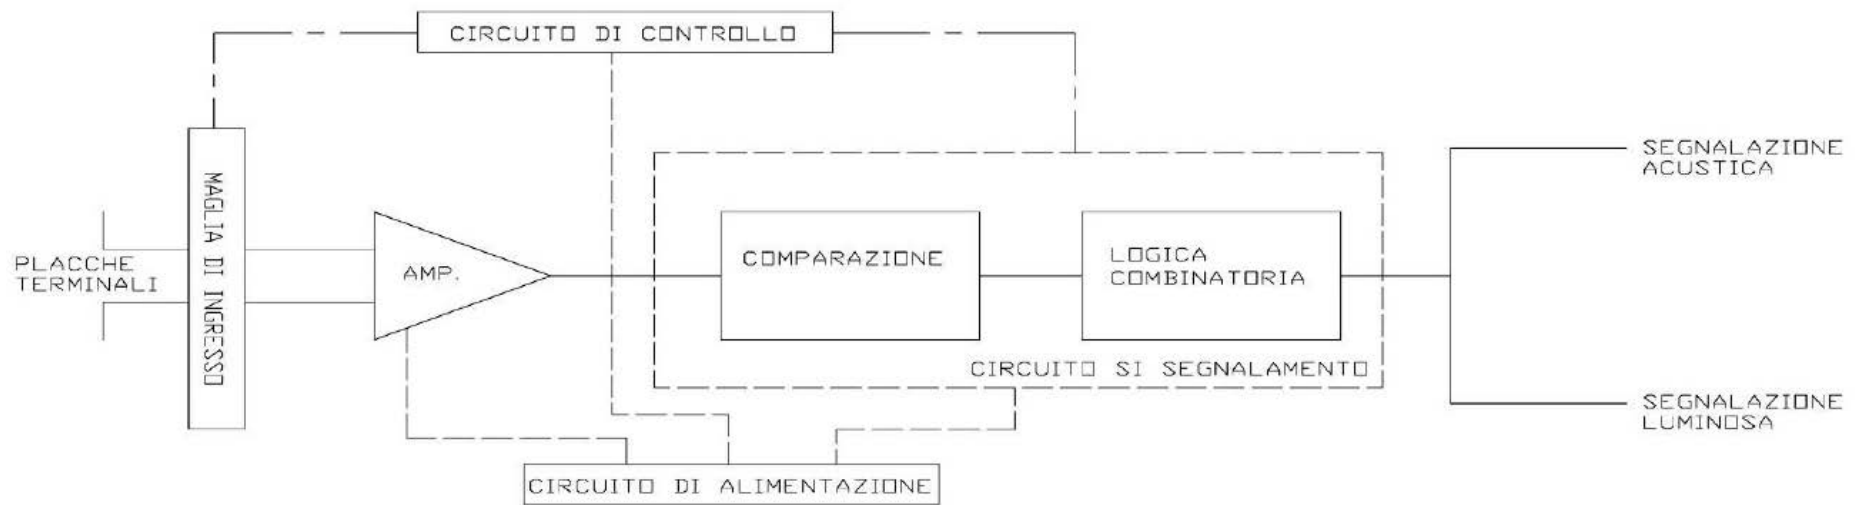 CIRCUITO DI CONTROLLO
SEGNALAZIONE
ACUSTICA
MAGLIA DI INGRESSO
PLACCHE
TERMINALI
AMP.
COMPARAZIONE
LOGICA
COMBINATORIA
CIRCUITO SI SEGNALAMENTO
SEGNALAZIONE
LUMINOSA
CIRCUITO DI ALIMENTAZIONE